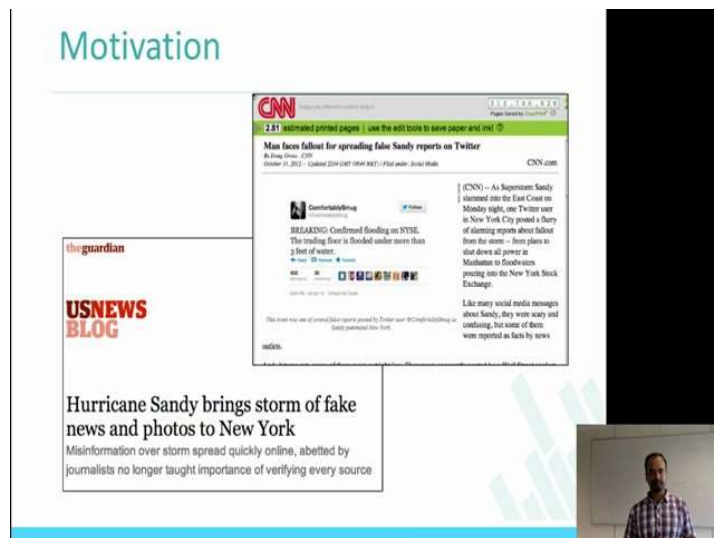 Motivation
CNN
2.81 estimated printed pages | use the edit tools to save paper and ink!
Man faces fallout for spreading false Sandy reports on Twitter
By Doug Gross, CNN
CNN.com
ComfortablySmug
Follow
BREAKING: Confirmed flooding on NYSE.
The trading floor is flooded under more than
3 feet of water.
(CNN) -- As Superstorm Sandy
slammed into the East Coast on
Monday night, one Twitter user
in New York City posted a flurry
of alarming reports about fallout
from the storm -- from plans to
shut down all power in
Manhattan to floodwaters
pouring into the New York Stock
Exchange.
Like many social media messages
about Sandy, they were scary and
confusing, but some of them
were reported as facts by news
outlets.
theguardian
USNEWS
BLOG
Hurricane Sandy brings storm of fake
news and photos to New York
Misinformation over storm spread quickly online, abetted by
journalists no longer taught importance of verifying every source